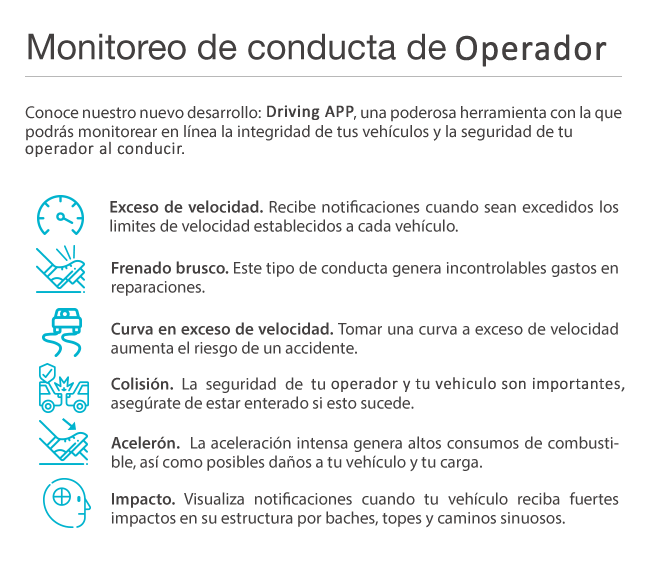 Monitoreo de conducta de Operador
Conoce nuestro nuevo desarrollo: Driving APP, una poderosa herramienta con la que
podrás monitorear en línea la integridad de tus vehículos y la seguridad de tu
operador al conducir.
Exceso de velocidad. Recibe notificaciones cuando sean excedidos los
limites de velocidad establecidos a cada vehículo.
Frenado brusco. Este tipo de conducta genera incontrolables gastos en
reparaciones.
Curva en exceso de velocidad. Tomar una curva a exceso de velocidad
aumenta el riesgo de un accidente.
Colisión. La seguridad de tu operador y tu vehiculo son importantes,
asegúrate de estar enterado si esto sucede.
Acelerón. La aceleración intensa genera altos consumos de combusti-
ble, así como posibles daños a tu vehículo y tu carga.
Impacto. Visualiza notificaciones cuando tu vehículo reciba fuertes
impactos en su estructura por baches, topes y caminos sinuosos.